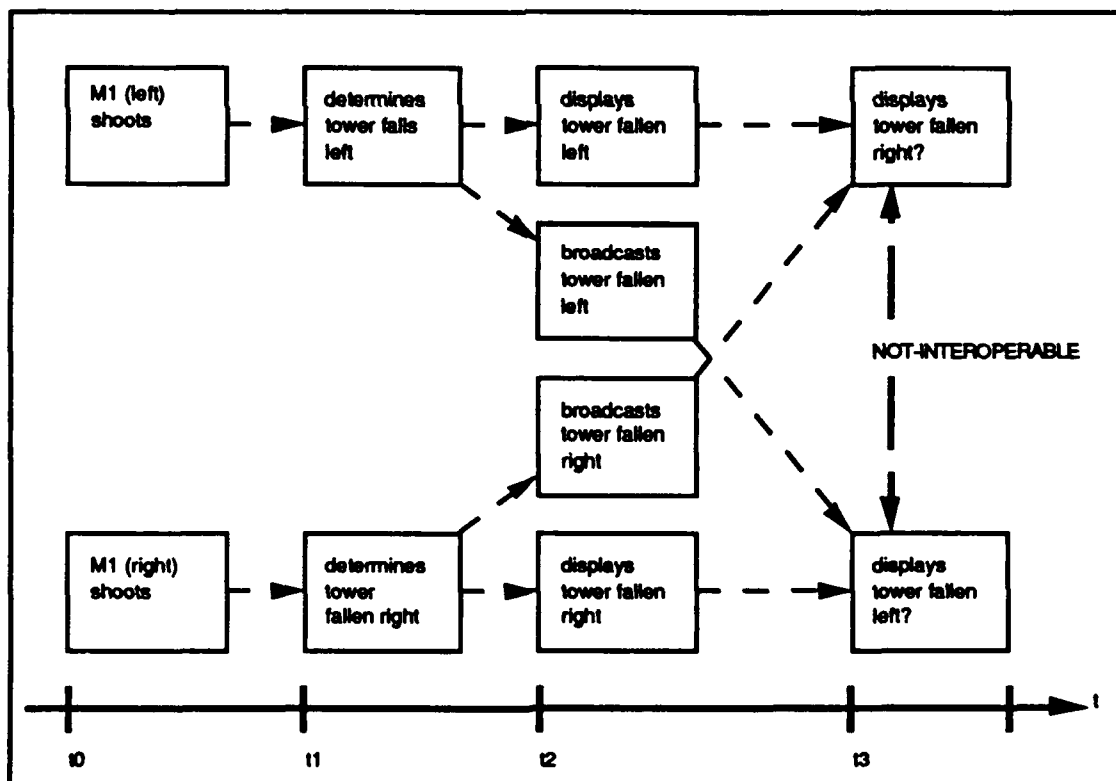 M1 (left)
shoots
determines
tower falls
left
displays
tower fallen
left
displays
tower fallen
right?
broadcasts
tower fallen
left
NOT-INTEROPERABLE
broadcasts
tower fallen
right
M1 (right)
shoots
determines
tower
fallen right
displays
tower fallen
right
displays
tower fallen
left?
t
t0
t1
t2
t3